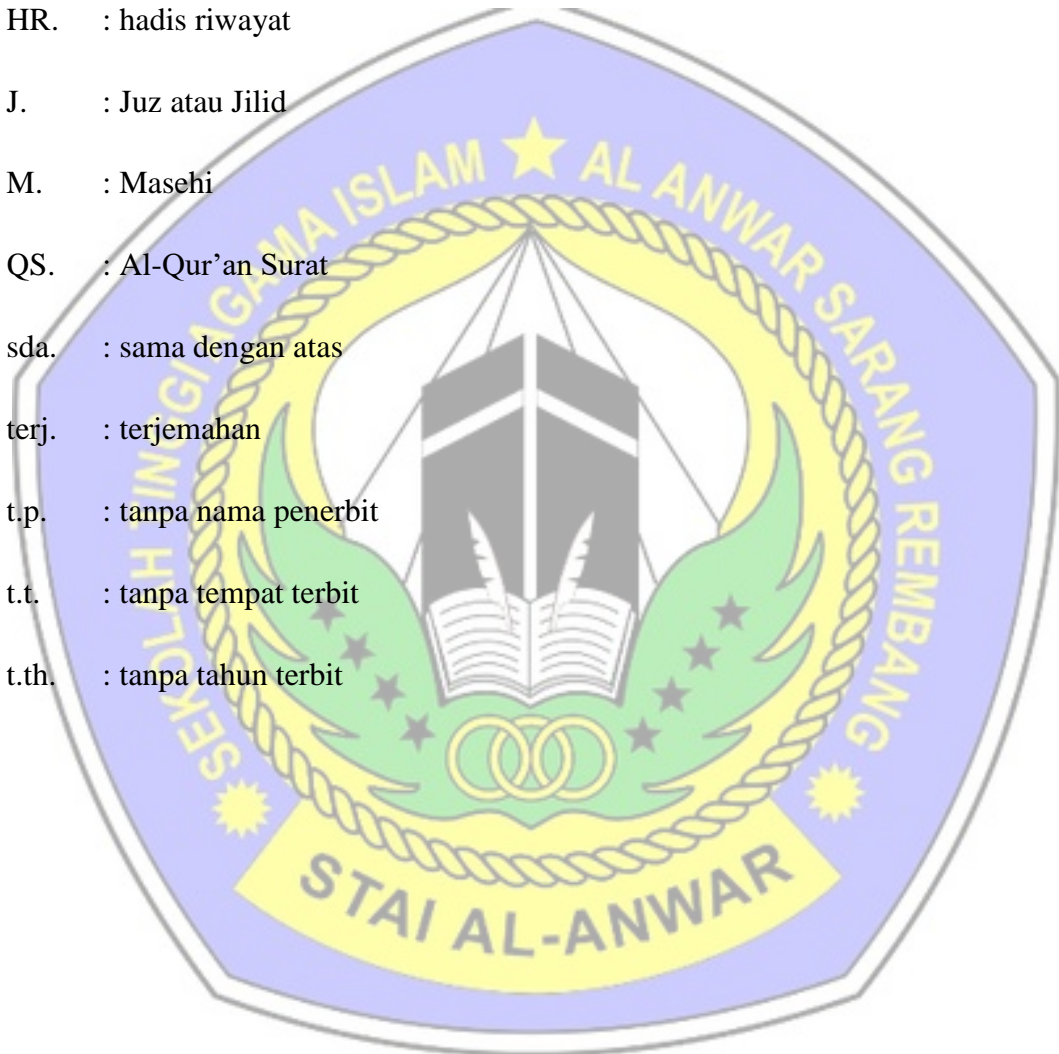 HR. : hadis riwayat
J. : Juz atau Jilid
M. : Masehi
QS. : Al-Qur’an Surat
sda. : sama dengan atas
terj. : terjemahan
t.p. : tanpa nama penerbit
t.t. : tanpa tempat terbit
t.th. : tanpa tahun terbit
SEKOLAH TINGGI AGAMA ISLAM AL ANWAR SARANG REMBANG
STAI AL-ANWAR